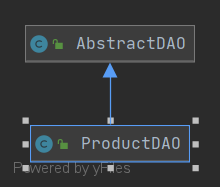 AbstractDAO
ProductDAO
Powered by yFiles